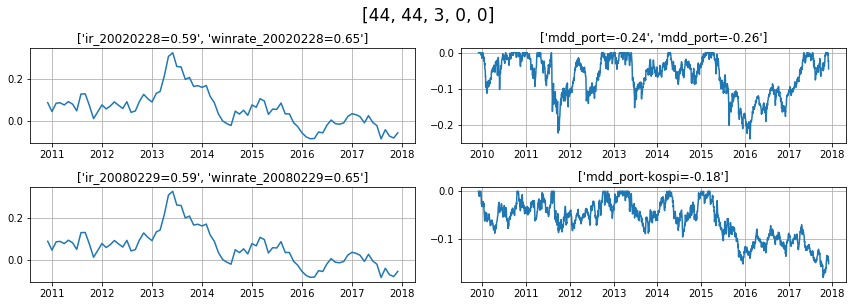 [44, 44, 3, 0, 0]
['ir_20020228=0.59', 'winrate_20020228=0.65']
0.2
0.0
2011 2012 2013 2014 2015 2016 2017 2018
['mdd_port=-0.24', 'mdd_port=-0.26']
0.0
−0.1
−0.2
2010 2011 2012 2013 2014 2015 2016 2017 2018
['ir_20080229=0.59', 'winrate_20080229=0.65']
0.2
0.0
2011 2012 2013 2014 2015 2016 2017 2018
['mdd_port-kospi=-0.18']
0.0
−0.1
2010 2011 2012 2013 2014 2015 2016 2017 2018